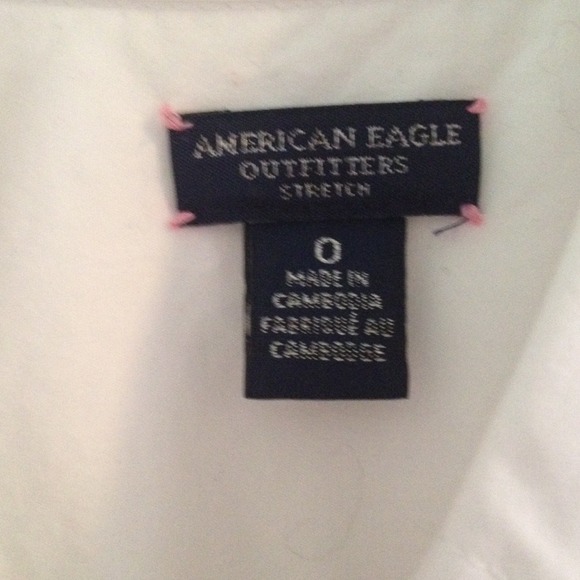 AMERICAN EAGLE
OUTFITTERS
STRETCH
0
MADE IN
CAMBODIA
FABRIQUÉ AU
CAMBODGE